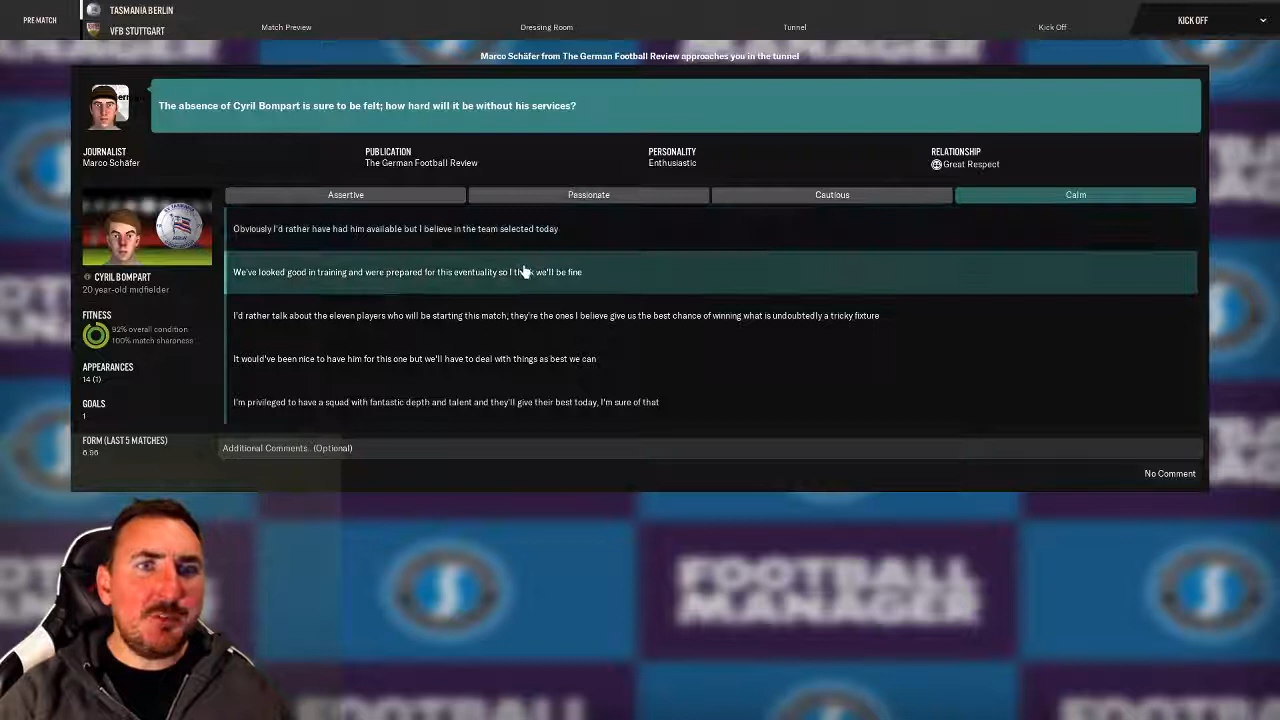 PRE MATCH
TASMANIA BERLIN
VFB STUTTGART
Match Preview
Dressing Room
Tunnel
Kick Off
KICK OFF
Marco Schäfer from The German Football Review approaches you in the tunnel
The absence of Cyril Bompart is sure to be felt; how hard will it be without his services?
JOURNALIST
Marco Schäfer
PUBLICATION
The German Football Review
PERSONALITY
Enthusiastic
RELATIONSHIP
Great Respect
Assertive
Passionate
Cautious
Calm
Obviously I'd rather have had him available but I believe in the team selected today
We've looked good in training and were prepared for this eventuality so I think we'll be fine
I'd rather talk about the eleven players who will be starting this match; they're the ones I believe give us the best chance of winning what is undoubtedly a tricky fixture
It would've been nice to have him for this one but we'll have to deal with things as best we can
I'm privileged to have a squad with fantastic depth and talent and they'll give their best today, I'm sure of that
CYRIL BOMPART
20 year-old midfielder
FITNESS
92% overall condition
100% match sharpness
APPEARANCES
14 (1)
GOALS
1
FORM (LAST 5 MATCHES)
6.96
Additional Comments (Optional)
No Comment
FOOTBALL
MANAGER